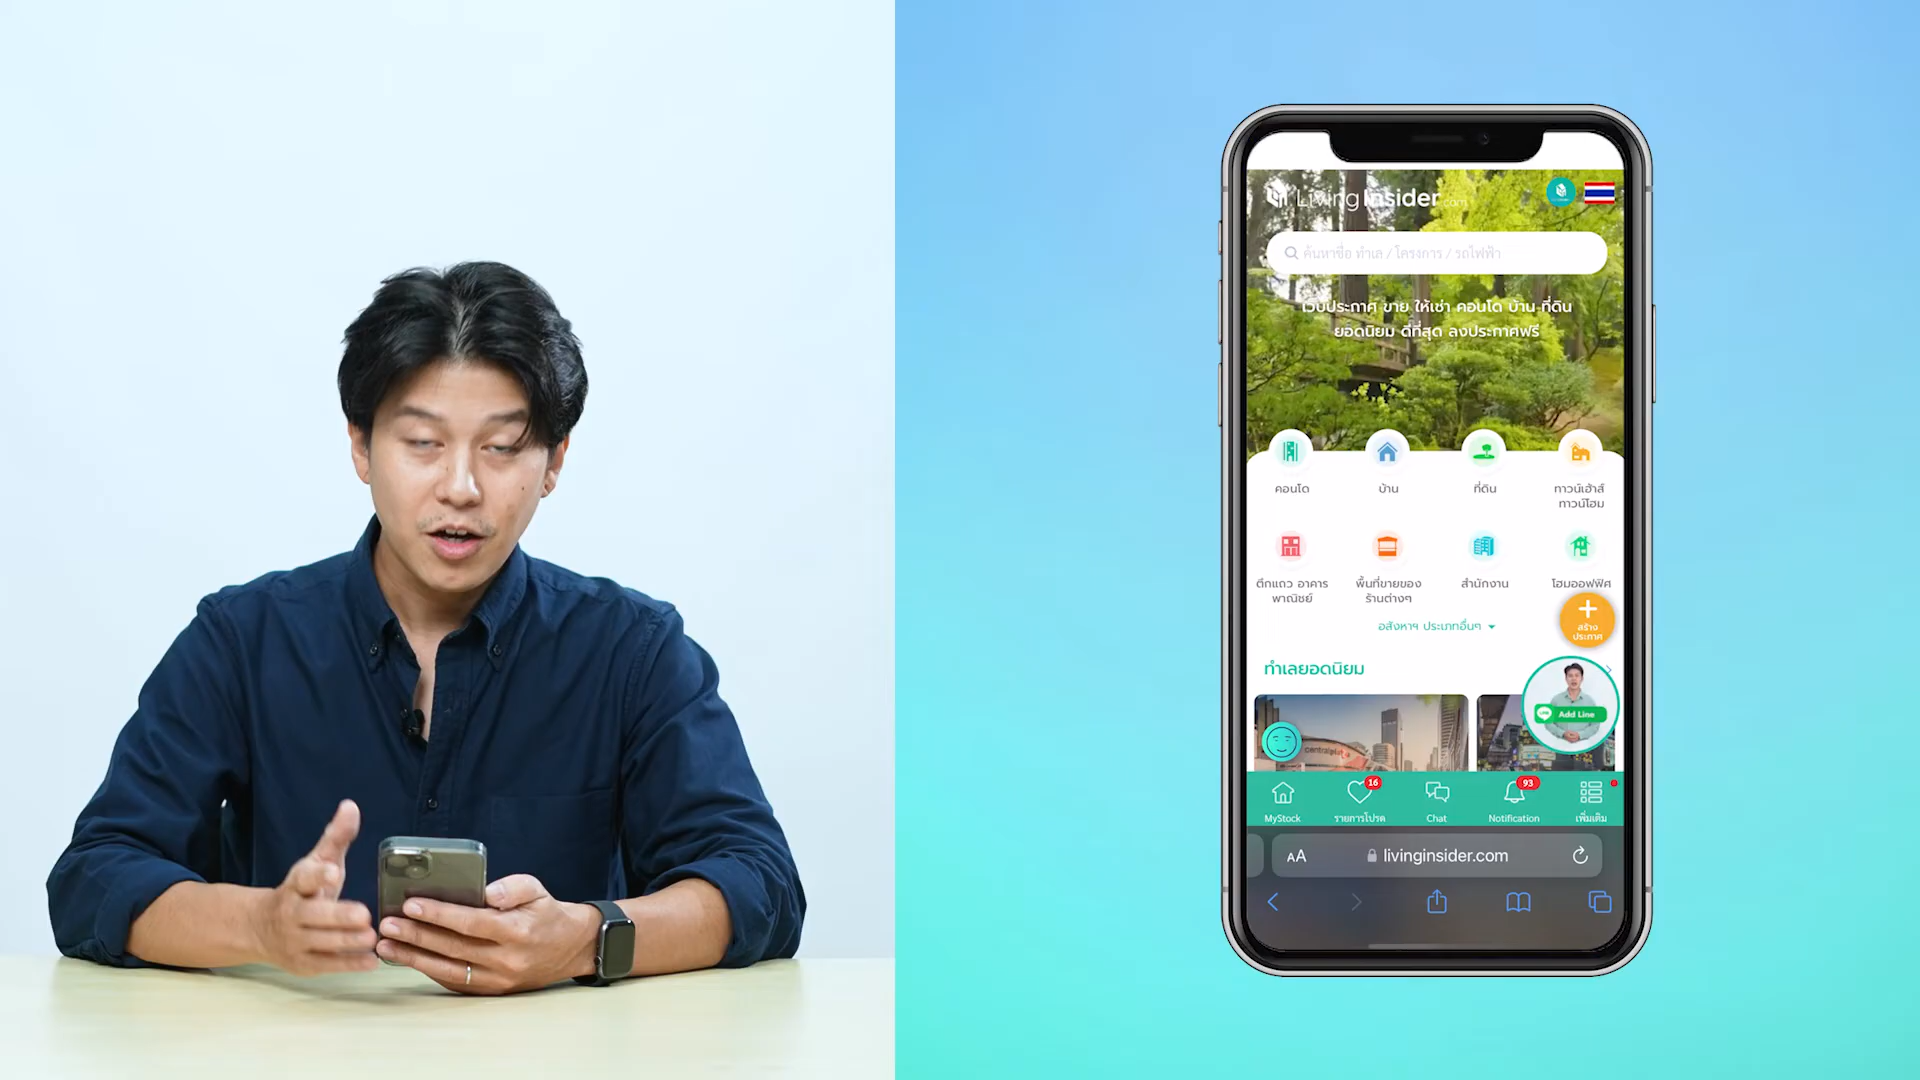 LivingInsider.com
ค้นหาชื่อ ทำเล / โครงการ / รถไฟฟ้า
เว็บประกาศ ขาย ให้เช่า คอนโด บ้าน ที่ดิน
ยอดนิยม ดีที่สุด ลงประกาศฟรี
คอนโด
บ้าน
ที่ดิน
ทาวน์เฮ้าส์
ทาวน์โฮม
ตึกแถว อาคาร
พาณิชย์
พื้นที่ขายของ
ร้านต่างๆ
สำนักงาน
โฮมออฟฟิศ
อสังหาฯ ประเภทอื่นๆ
สร้าง
ประกาศ
ทำเลยอดนิยม
LINE Add Line
central
16
93
MyStock
รายการโปรด
Chat
Notification
เพิ่มเติม
AA
livinginsider.com